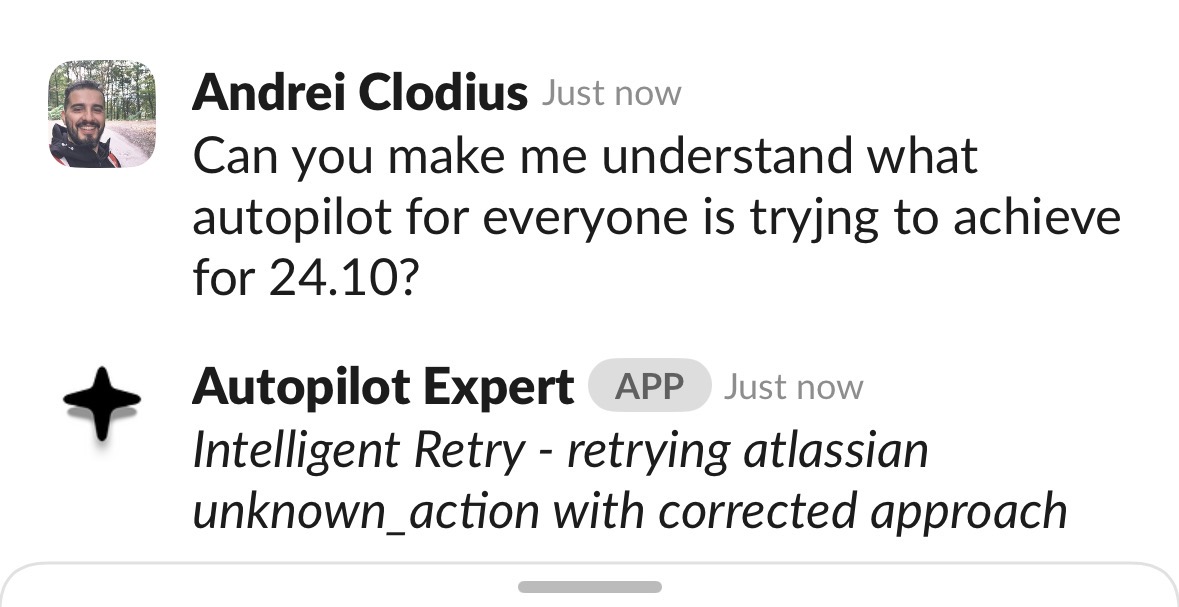 Andrei Clodius Just now
Can you make me understand what
autopilot for everyone is tryjng to achieve
for 24.10?
Autopilot Expert APP Just now
Intelligent Retry - retrying atlassian
unknown_action with corrected approach